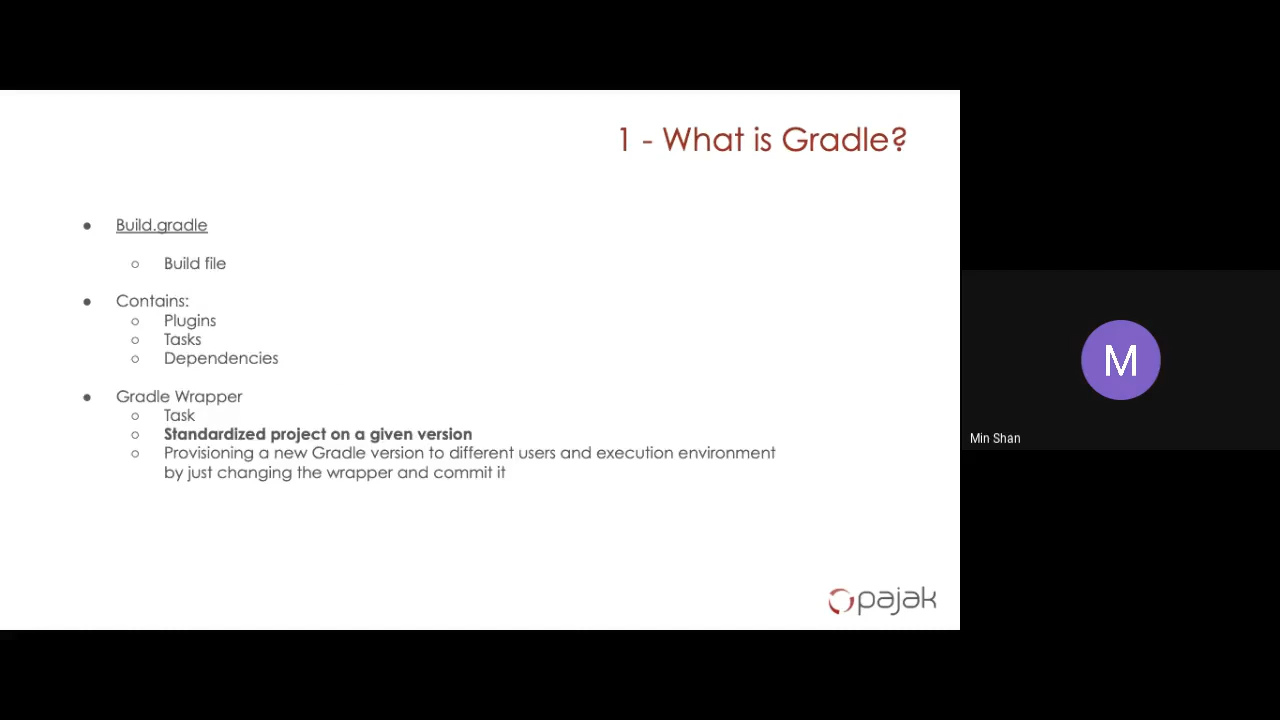 1 - What is Gradle?
● Build.gradle
○ Build file
● Contains:
○ Plugins
○ Tasks
○ Dependencies
● Gradle Wrapper
○ Task
○ Standardized project on a given version
○ Provisioning a new Gradle version to different users and execution environment
by just changing the wrapper and commit it
M
Min Shan
pajak